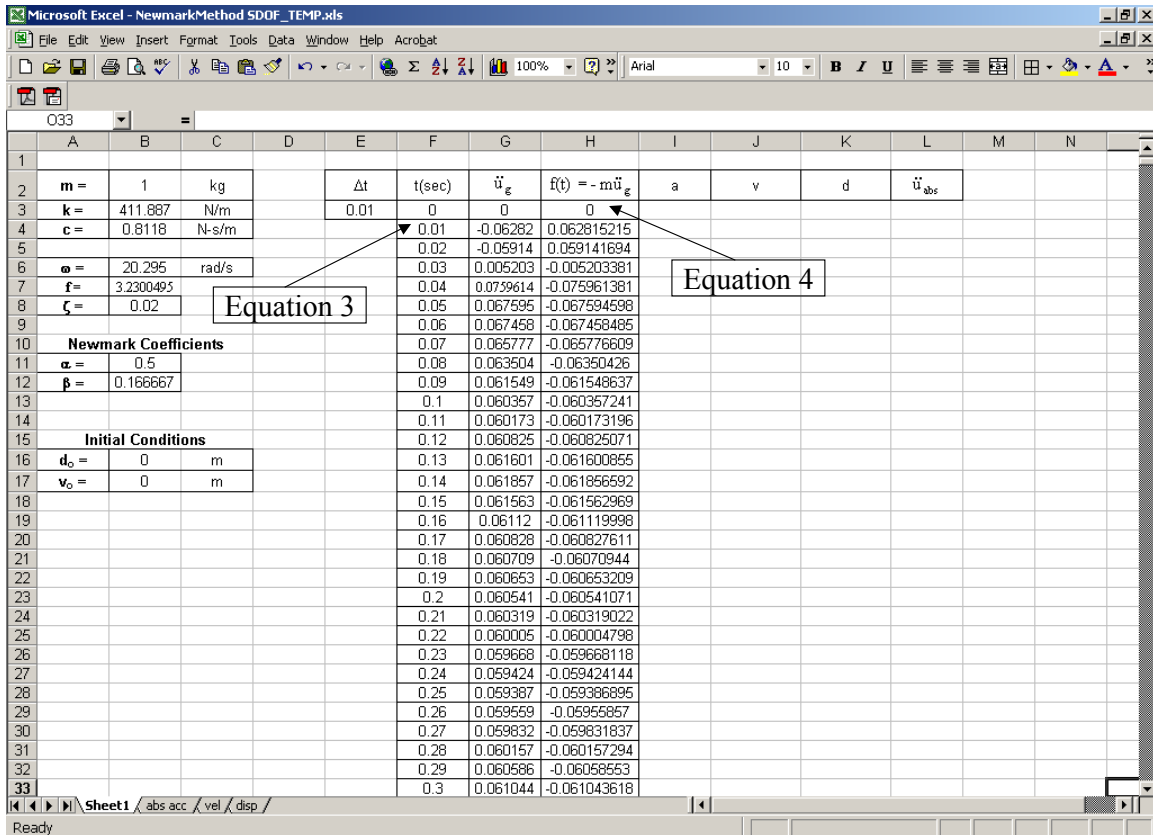 Microsoft Excel - NewmarkMethod SDOF_TEMP.xls
File Edit View Insert Format Tools Data Window Help Acrobat
100% Arial 10 B I U
O33 =
A B C D E F G H I J K L M N
1
2 m = 1 kg Δt t(sec) ü_g f(t) = - mü_g a v d ü_abs
3 k = 411.887 N/m 0.01 0 0 0
4 c = 0.8118 N-s/m 0.01 -0.06282 0.062815215
5 0.02 -0.05914 0.059141694
6 ω = 20.295 rad/s 0.03 0.005203 -0.005203381
7 f= 3.2300495 0.04 0.0759614 -0.075961381
8 ζ = 0.02 0.05 0.067595 -0.067594598
Equation 3
Equation 4
9 0.06 0.067458 -0.067458485
10 Newmark Coefficients 0.07 0.065777 -0.065776609
11 α = 0.5 0.08 0.063504 -0.06350426
12 β = 0.166667 0.09 0.061549 -0.061548637
13 0.1 0.060357 -0.060357241
14 0.11 0.060173 -0.060173196
15 Initial Conditions 0.12 0.060825 -0.060825071
16 d₀ = 0 m 0.13 0.061601 -0.061600855
17 v₀ = 0 m 0.14 0.061857 -0.061856592
18 0.15 0.061563 -0.061562969
19 0.16 0.06112 -0.061119998
20 0.17 0.060828 -0.060827611
21 0.18 0.060709 -0.06070944
22 0.19 0.060653 -0.060653209
23 0.2 0.060541 -0.060541071
24 0.21 0.060319 -0.060319022
25 0.22 0.060005 -0.060004798
26 0.23 0.059668 -0.059668118
27 0.24 0.059424 -0.059424144
28 0.25 0.059387 -0.059386895
29 0.26 0.059559 -0.05955857
30 0.27 0.059832 -0.059831837
31 0.28 0.060157 -0.060157294
32 0.29 0.060586 -0.06058553
33 0.3 0.061044 -0.061043618
Sheet1 / abs acc / vel / disp /
Ready